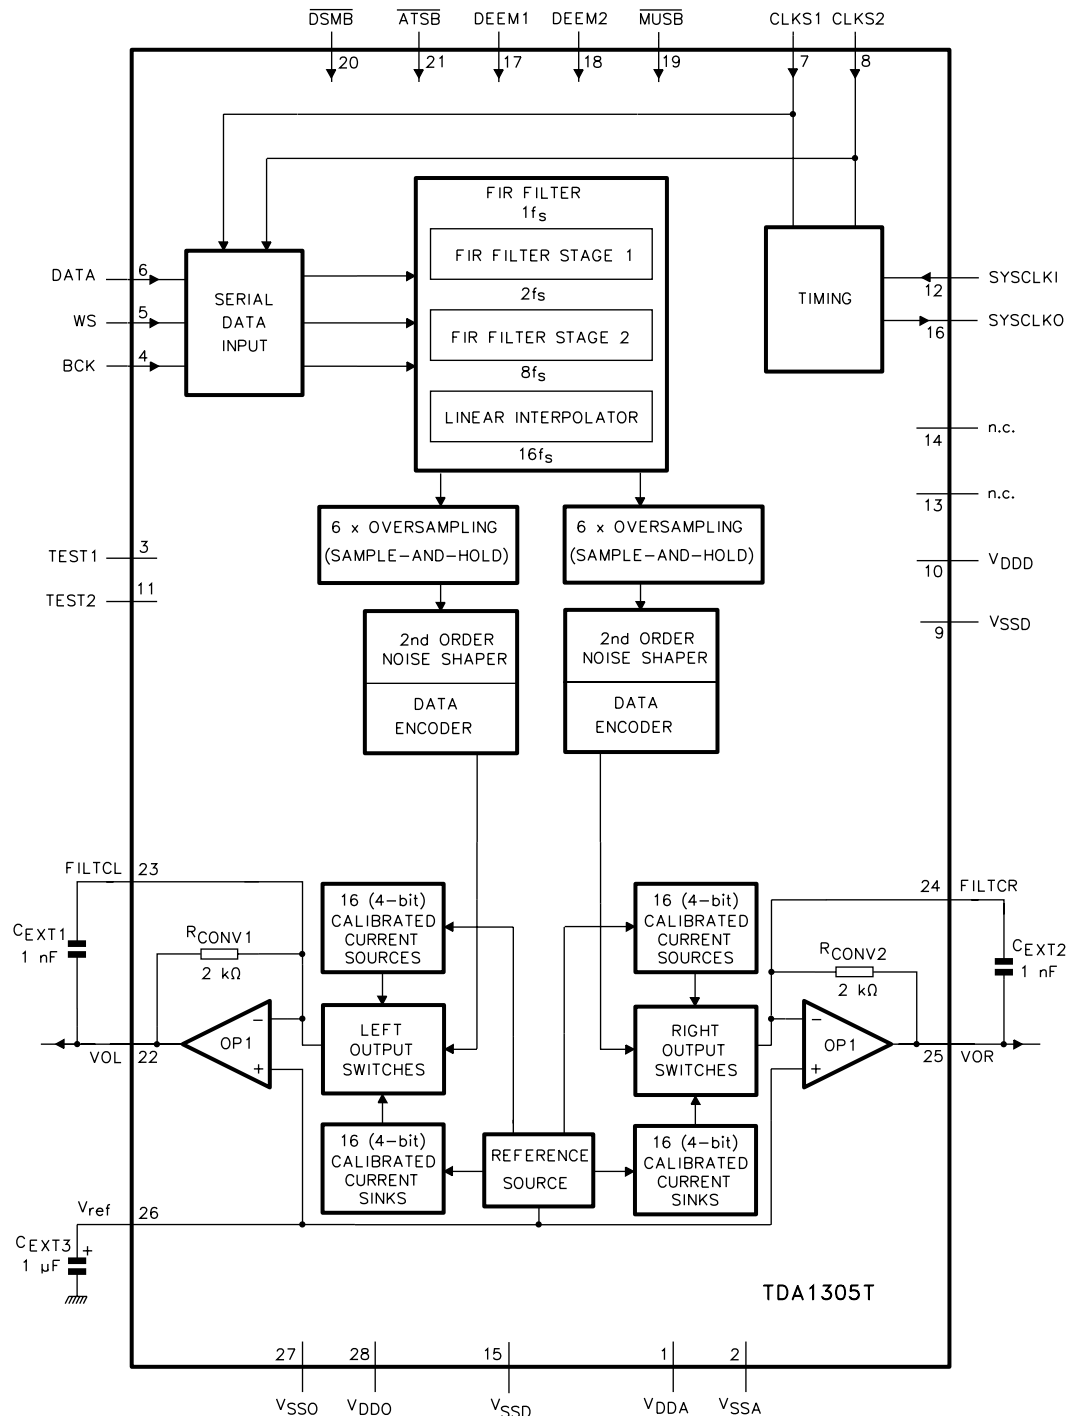 DSMB ATSB DEEM1 DEEM2 MUSB CLKS1 CLKS2
20 21 17 18 19 7 8
FIR FILTER
1fs
FIR FILTER STAGE 1
2fs
FIR FILTER STAGE 2
8fs
LINEAR INTERPOLATOR
16fs
DATA 6
WS 5
BCK 4
SERIAL
DATA
INPUT
TIMING
12 SYSCLKI
16 SYSCLKO
14 n.c.
13 n.c.
10 VDDD
9 VSSD
TEST1 3
TEST2 11
6 x OVERSAMPLING
(SAMPLE-AND-HOLD)
6 x OVERSAMPLING
(SAMPLE-AND-HOLD)
2nd ORDER
NOISE SHAPER
DATA
ENCODER
2nd ORDER
NOISE SHAPER
DATA
ENCODER
FILTCL 23
CEXT1
1 nF
RCONV1
2 kΩ
16 (4-bit)
CALIBRATED
CURRENT
SOURCES
16 (4-bit)
CALIBRATED
CURRENT
SOURCES
24 FILTCR
RCONV2
2 kΩ
CEXT2
1 nF
VOL 22
OP1
− +
LEFT
OUTPUT
SWITCHES
RIGHT
OUTPUT
SWITCHES
− +
OP1
25 VOR
16 (4-bit)
CALIBRATED
CURRENT
SINKS
REFERENCE
SOURCE
16 (4-bit)
CALIBRATED
CURRENT
SINKS
Vref 26
CEXT3 +
1 μF
TDA1305T
27 28 15 1 2
VSSO VDDO VSSD VDDA VSSA